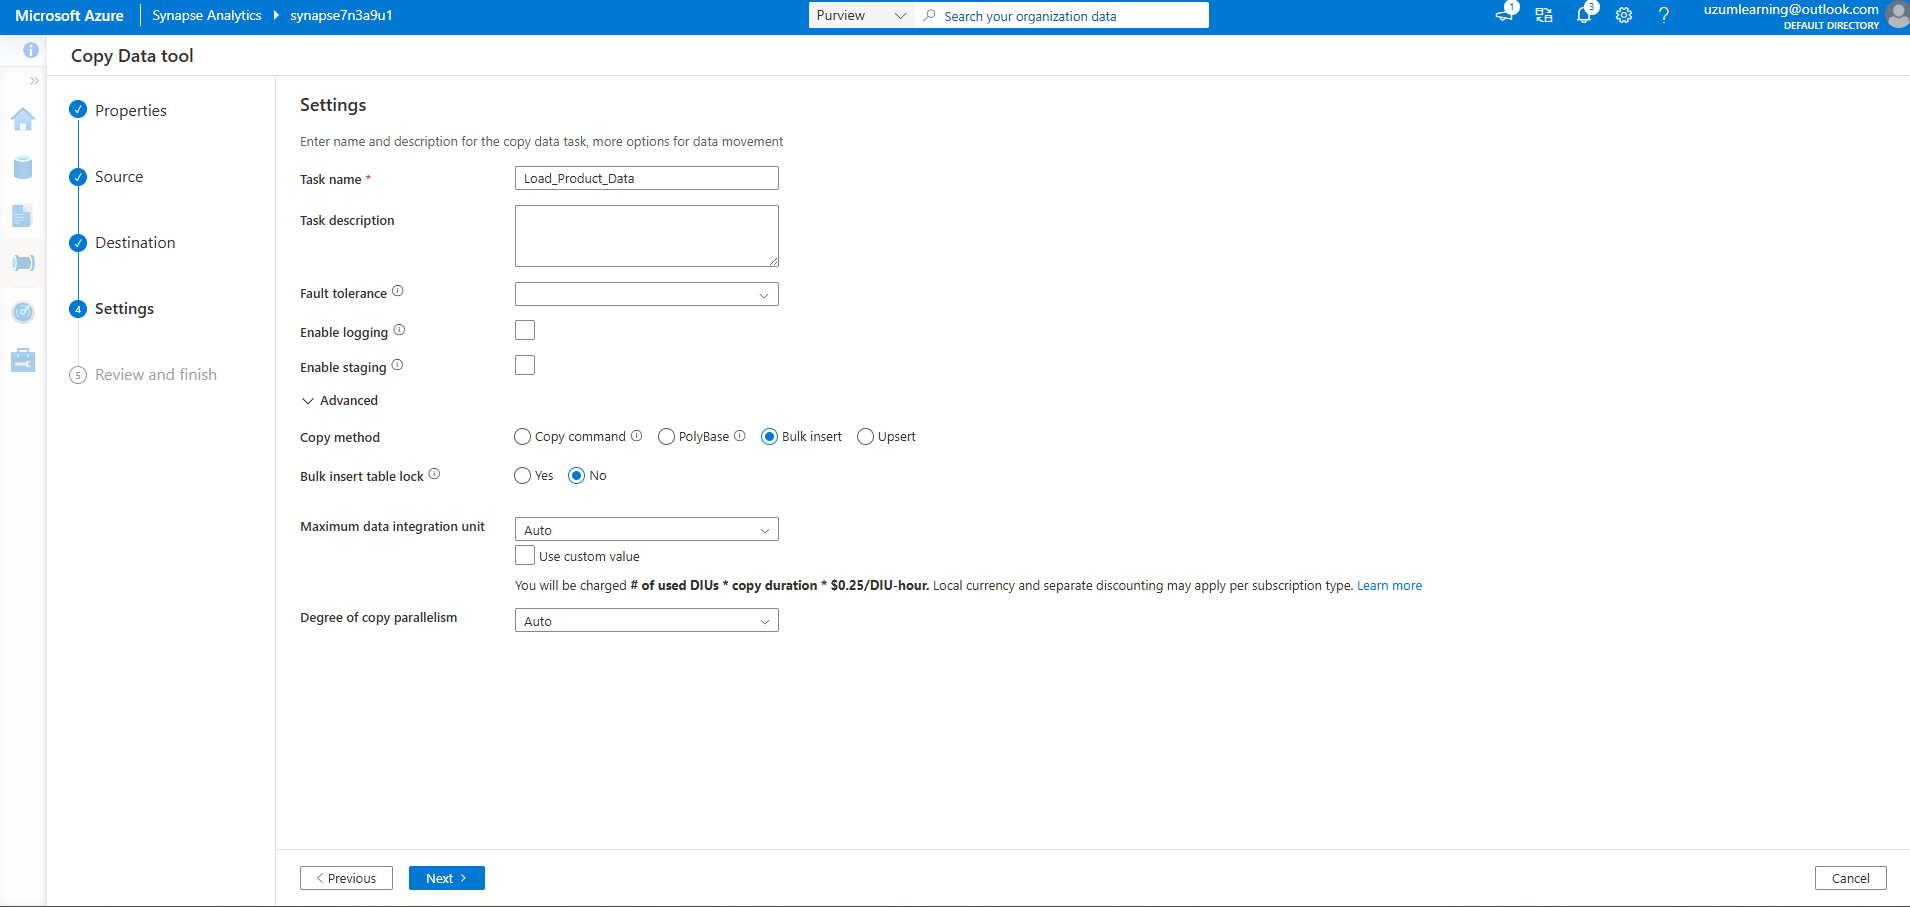 Microsoft Azure Synapse Analytics synapse7n3a9u1 Purview Search your organization data 1 3 uzumlearning@outlook.com
DEFAULT DIRECTORY
Copy Data tool
Properties
Source
Destination
4 Settings
5 Review and finish
Settings
Enter name and description for the copy data task, more options for data movement
Task name * Load_Product_Data
Task description
Fault tolerance
Enable logging
Enable staging
Advanced
Copy method Copy command PolyBase Bulk insert Upsert
Bulk insert table lock Yes No
Maximum data integration unit Auto
Use custom value
You will be charged # of used DIUs * copy duration * $0.25/DIU-hour. Local currency and separate discounting may apply per subscription type. Learn more
Degree of copy parallelism Auto
Previous Next Cancel